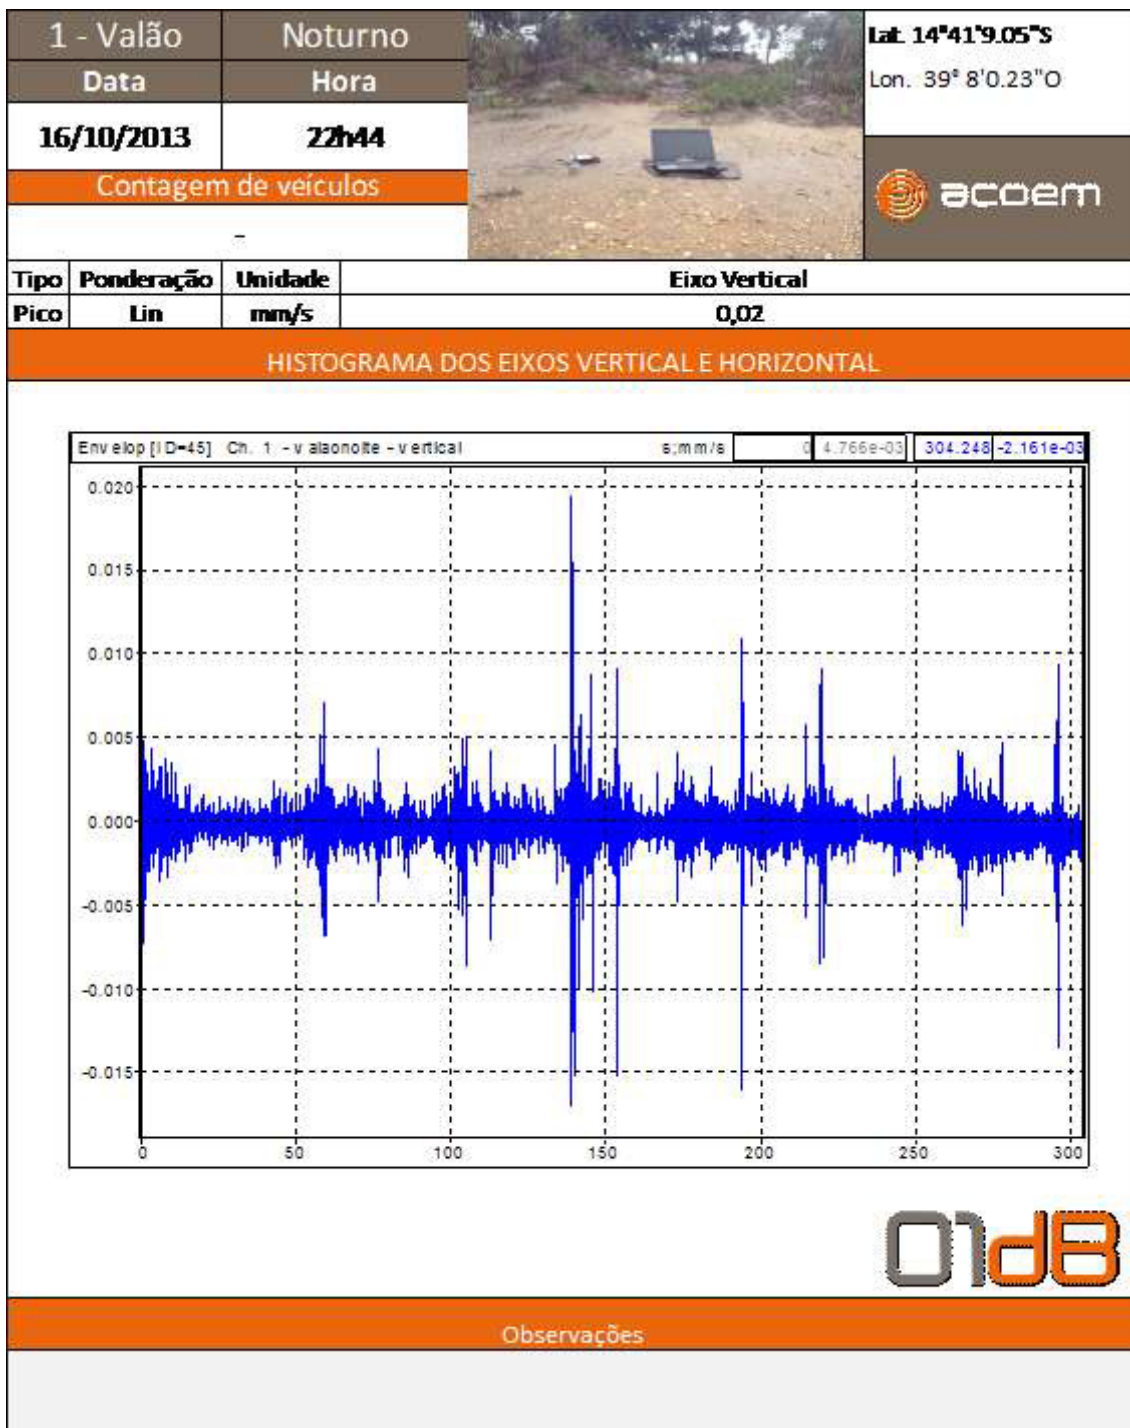 1 - Valão Noturno
Lat. 14°41'9.05"S
Data Hora
Lon. 39° 8'0.23"O
16/10/2013 22h44
Contagem de veículos
acoem
-
Tipo Ponderação Unidade Eixo Vertical
Pico Lin mm/s 0,02
HISTOGRAMA DOS EIXOS VERTICAL E HORIZONTAL
Envelop [ID=45] Ch. 1 - valaonoite - vertical s;mm/s 0 4.766e-03 304.248 -2.161e-03
0.020
0.015
0.010
0.005
0.000
-0.005
-0.010
-0.015
0 50 100 150 200 250 300
01dB
Observações